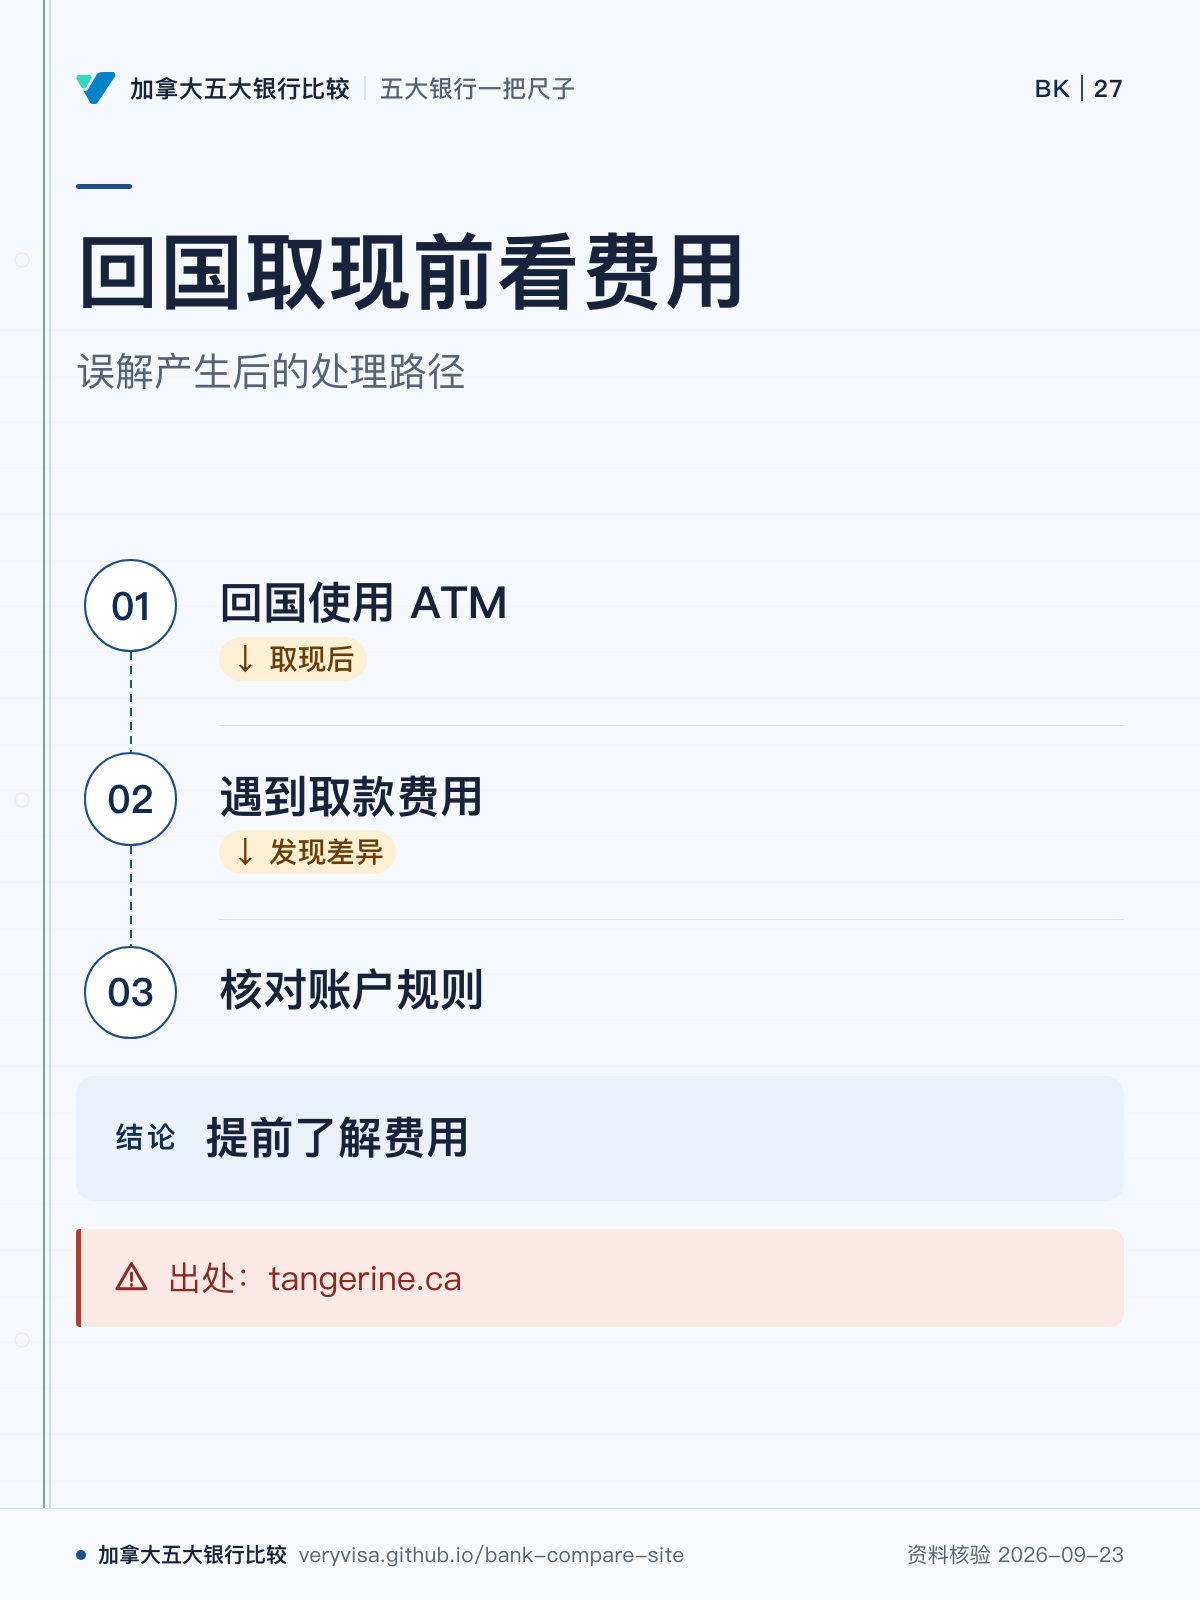 加拿大五大银行比较 五大银行一把尺子 BK 27
回国取现前看费用
误解产生后的处理路径
01 回国使用 ATM
↓ 取现后
02 遇到取款费用
↓ 发现差异
03 核对账户规则
结论 提前了解费用
出处：tangerine.ca
加拿大五大银行比较 veryvisa.github.io/bank-compare-site 资料核验 2026-09-23